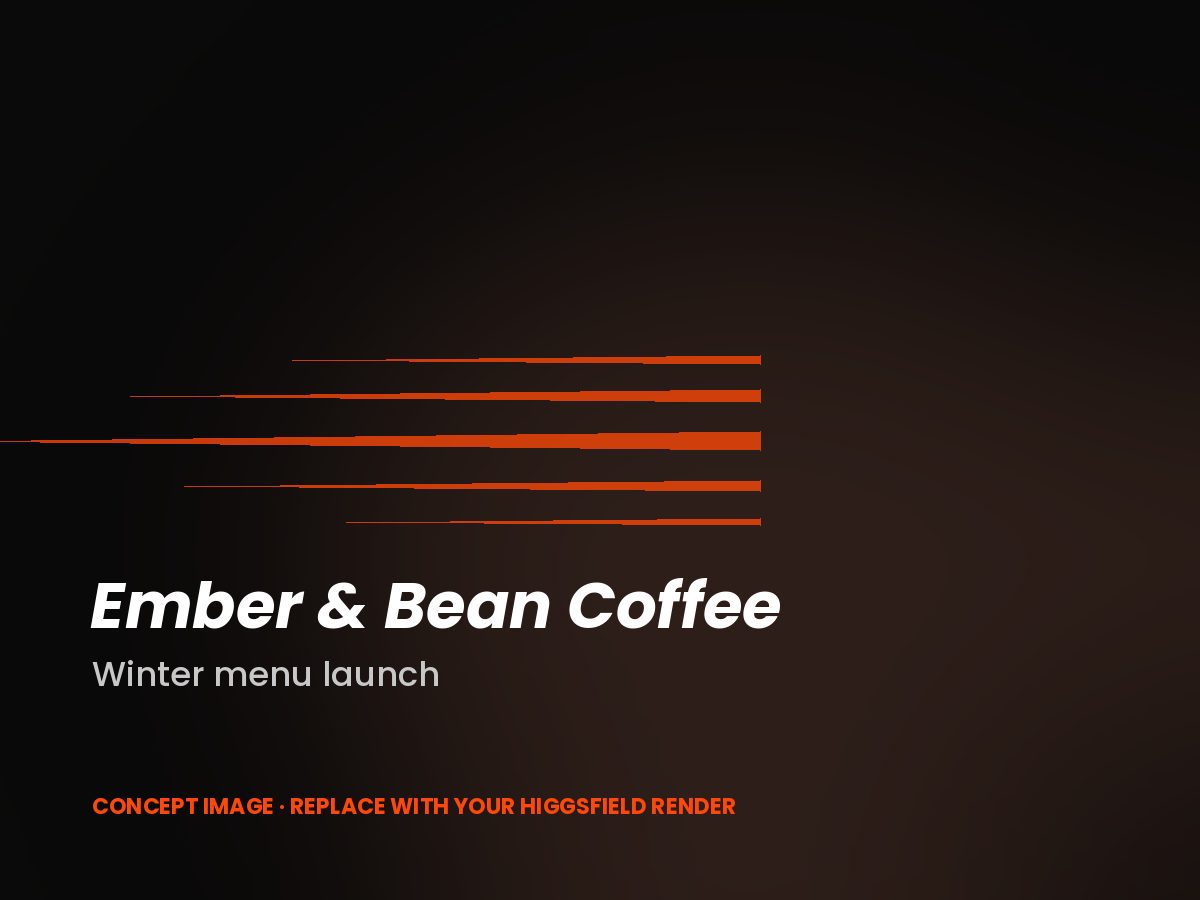 Ember & Bean Coffee
Winter menu launch
CONCEPT IMAGE · REPLACE WITH YOUR HIGGSFIELD RENDER